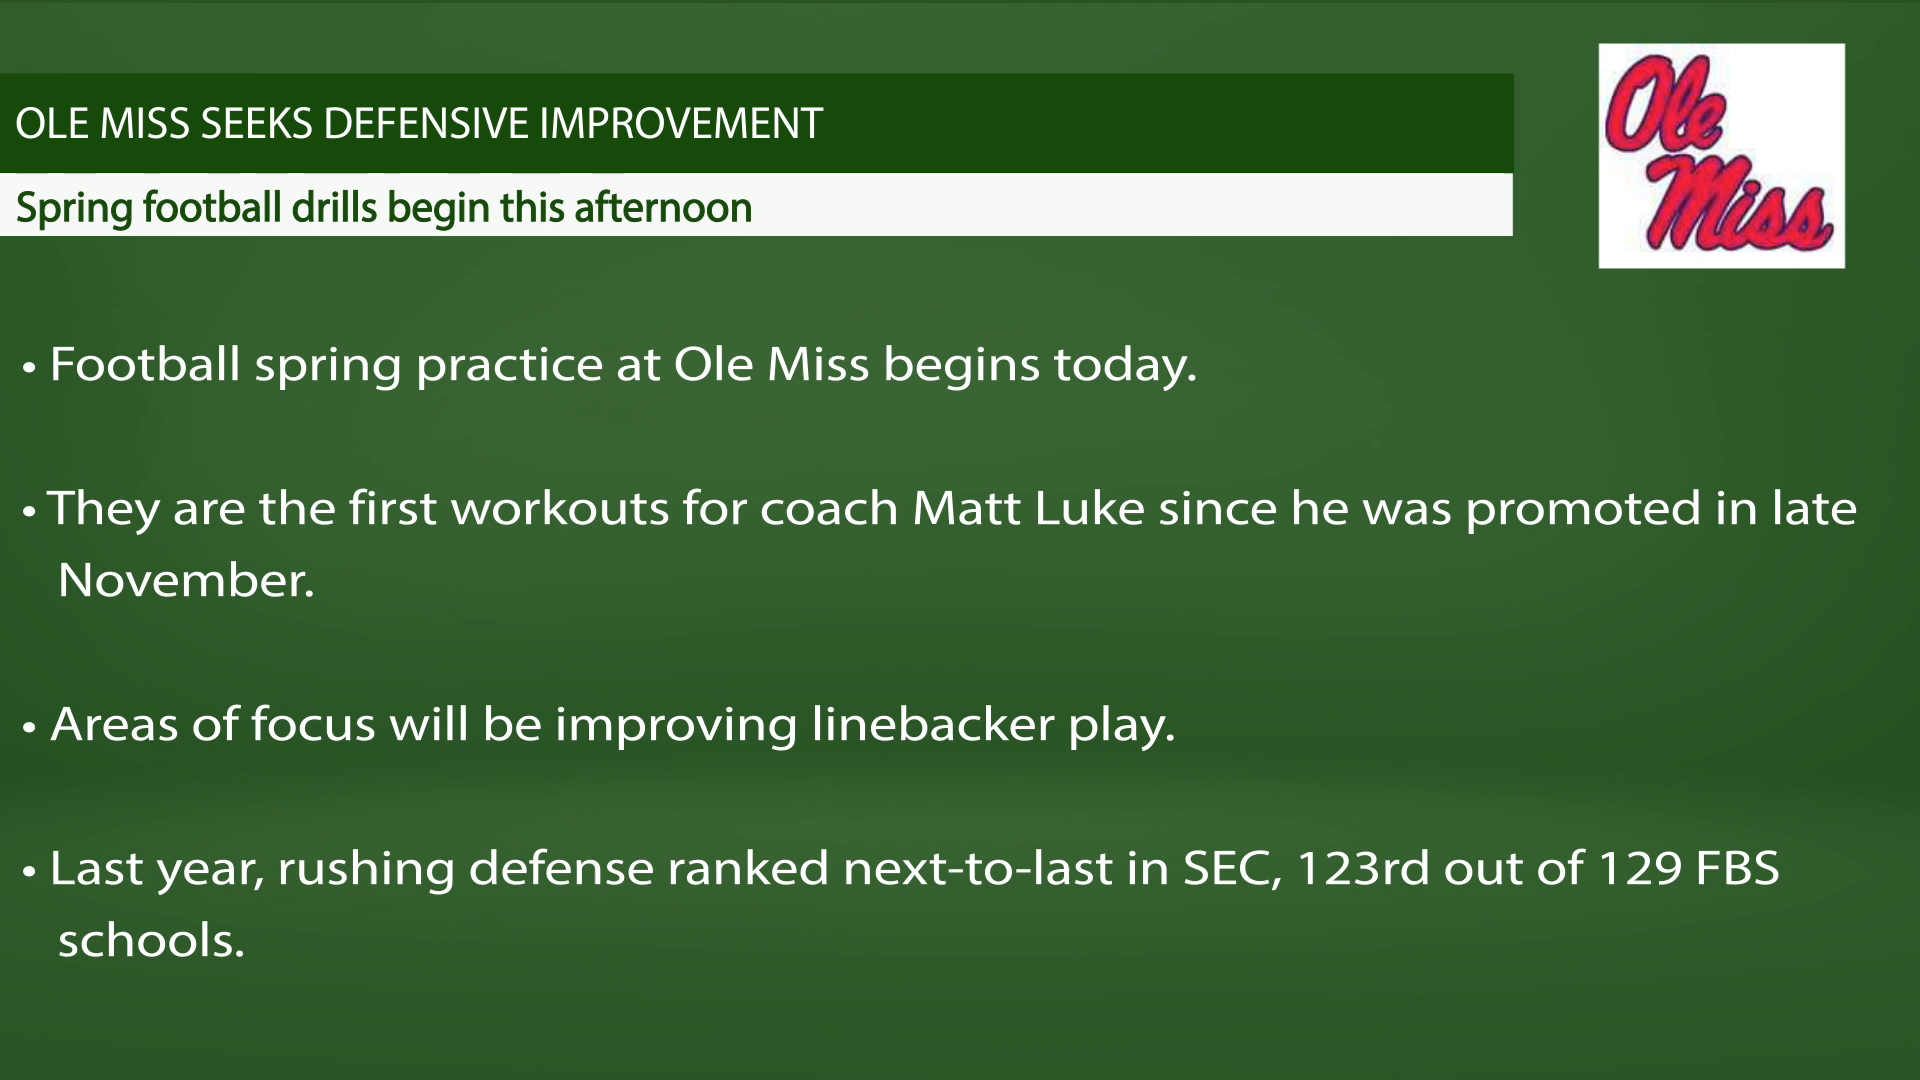 OLE MISS SEEKS DEFENSIVE IMPROVEMENT
Spring football drills begin this afternoon
Ole
Miss
• Football spring practice at Ole Miss begins today.
• They are the first workouts for coach Matt Luke since he was promoted in late
November.
• Areas of focus will be improving linebacker play.
• Last year, rushing defense ranked next-to-last in SEC, 123rd out of 129 FBS
schools.